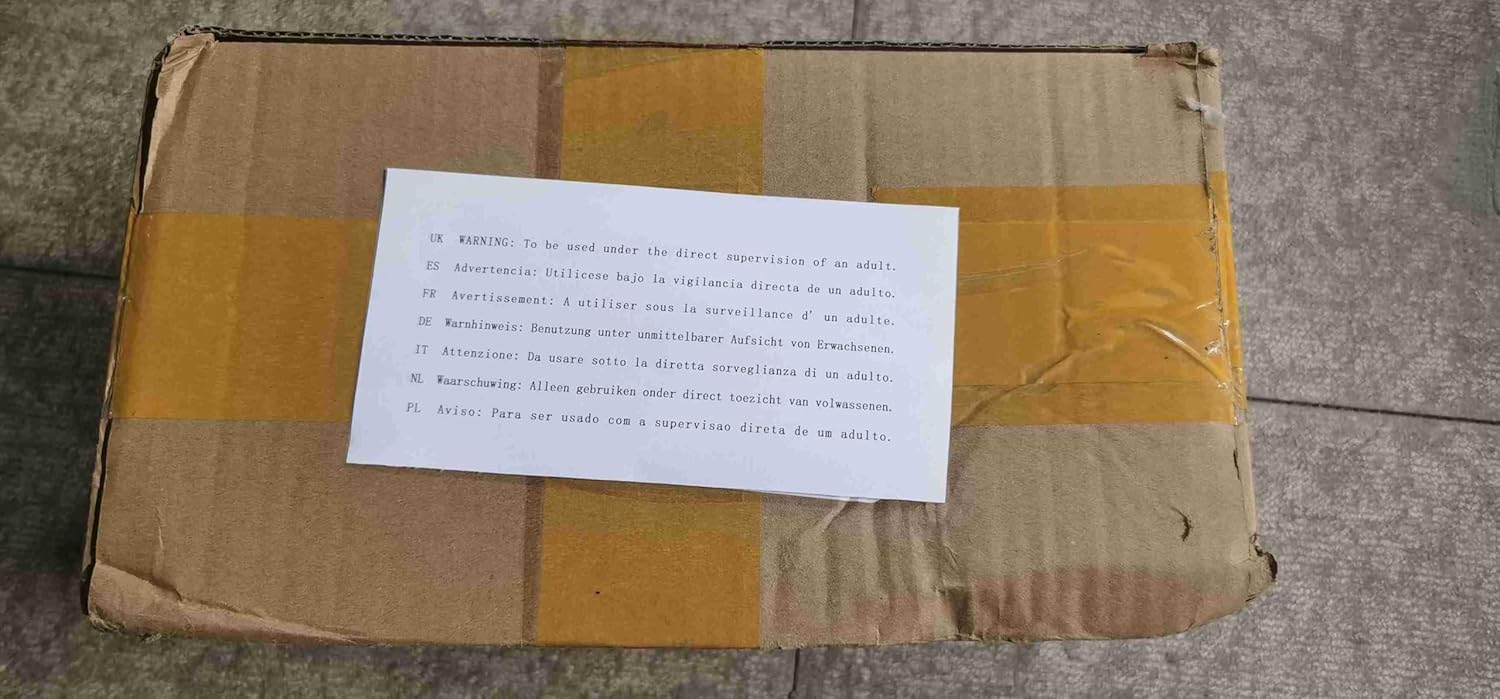 UK WARNING: To be used under the direct supervision of an adult.
ES Advertencia: Utilicese bajo la vigilancia directa de un adulto.
FR Avertissement: A utiliser sous la surveillance d' un adulte.
DE Warnhinweis: Benutzung unter unmittelbarer Aufsicht von Erwachsenen.
IT Attenzione: Da usare sotto la diretta sorveglianza di un adulto.
NL Waarschuwing: Alleen gebruiken onder direct toezicht van volwassenen.
PL Aviso: Para ser usado com a supervisao direta de um adulto.